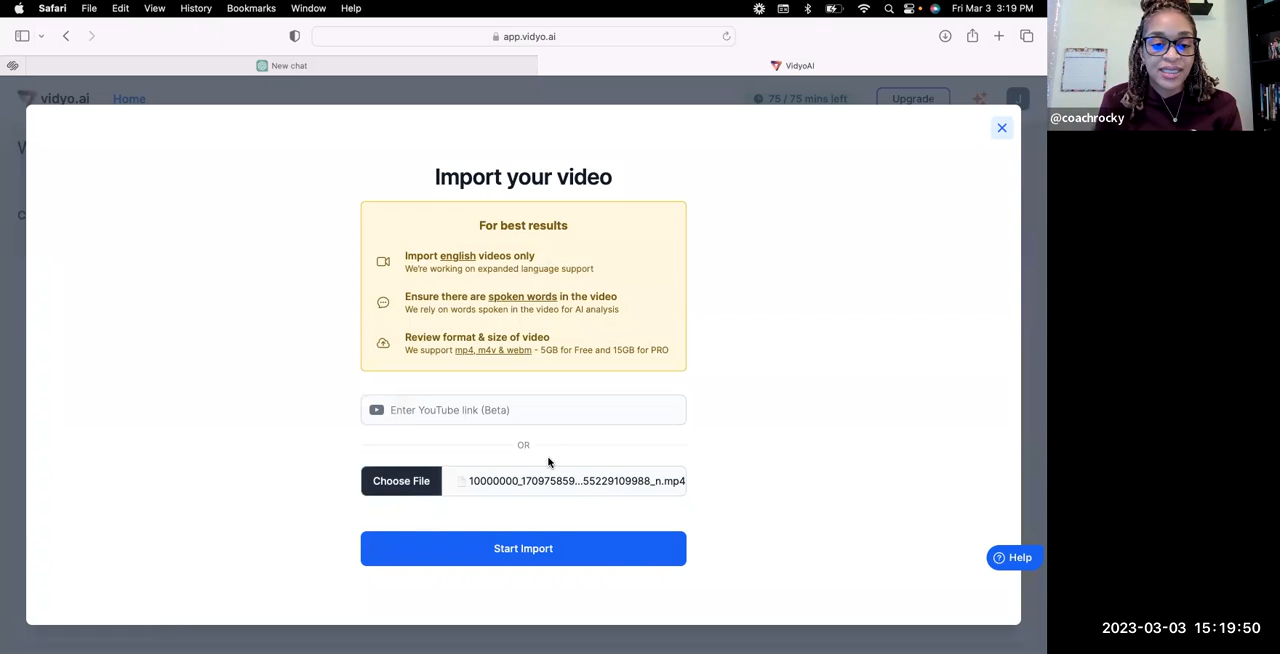 Safari File Edit View History Bookmarks Window Help Fri Mar 3 3:19 PM
app.vidyo.ai
New chat VidyoAI
vidyo.ai Home 75 / 75 mins left Upgrade J
@coachrocky
Import your video
For best results
Import english videos only
We're working on expanded language support
Ensure there are spoken words in the video
We rely on words spoken in the video for AI analysis
Review format & size of video
We support mp4, m4v & webm - 5GB for Free and 15GB for PRO
Enter YouTube link (Beta)
OR
Choose File 10000000_170975859...55229109988_n.mp4
Start Import
Help
2023-03-03 15:19:50